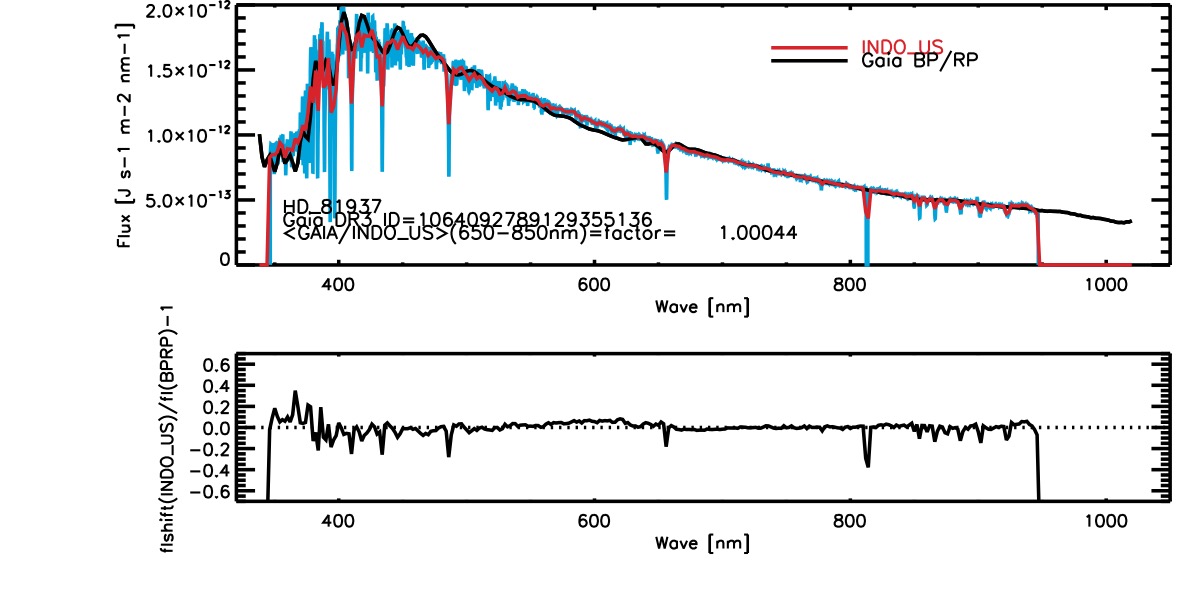 2.0×10−12
1.5×10−12
1.0×10−12
5.0×10−13
0
Flux [J s−1 m−2 nm−1]
INDO_US
Gaia BP/RP
HD_81937
Gaia DR3 ID=1064092789129355136
<GAIA/INDO_US>(650−850nm)=factor= 1.00044
400 600 800 1000
Wave [nm]
0.6
0.4
0.2
0.0
−0.2
−0.4
−0.6
flshift(INDO_US)/fl(BPRP)−1
400 600 800 1000
Wave [nm]